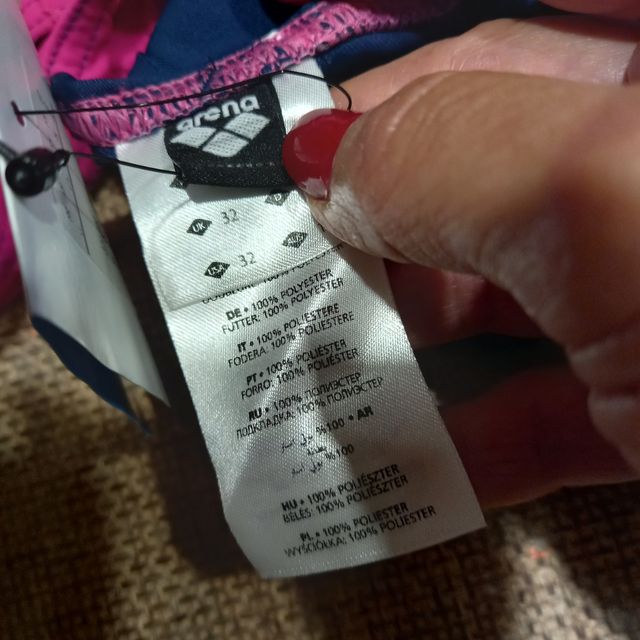 arena
UK 32
USA 32
DE • 100% POLYESTER
FUTTER: 100% POLYESTER
IT • 100% POLIESTERE
FODERA: 100% POLIESTERE
PT • 100% POLIÉSTER
FORRO: 100% POLIÉSTER
RU • 100% ПОЛИЭСТЕР
ПОДКЛАДКА: 100% ПОЛИЭСТЕР
HU • 100% POLIÉSZTER
BÉLÉS: 100% POLIÉSZTER
PL • 100% POLIESTER
WYŚCIÓŁKA: 100% POLIESTER